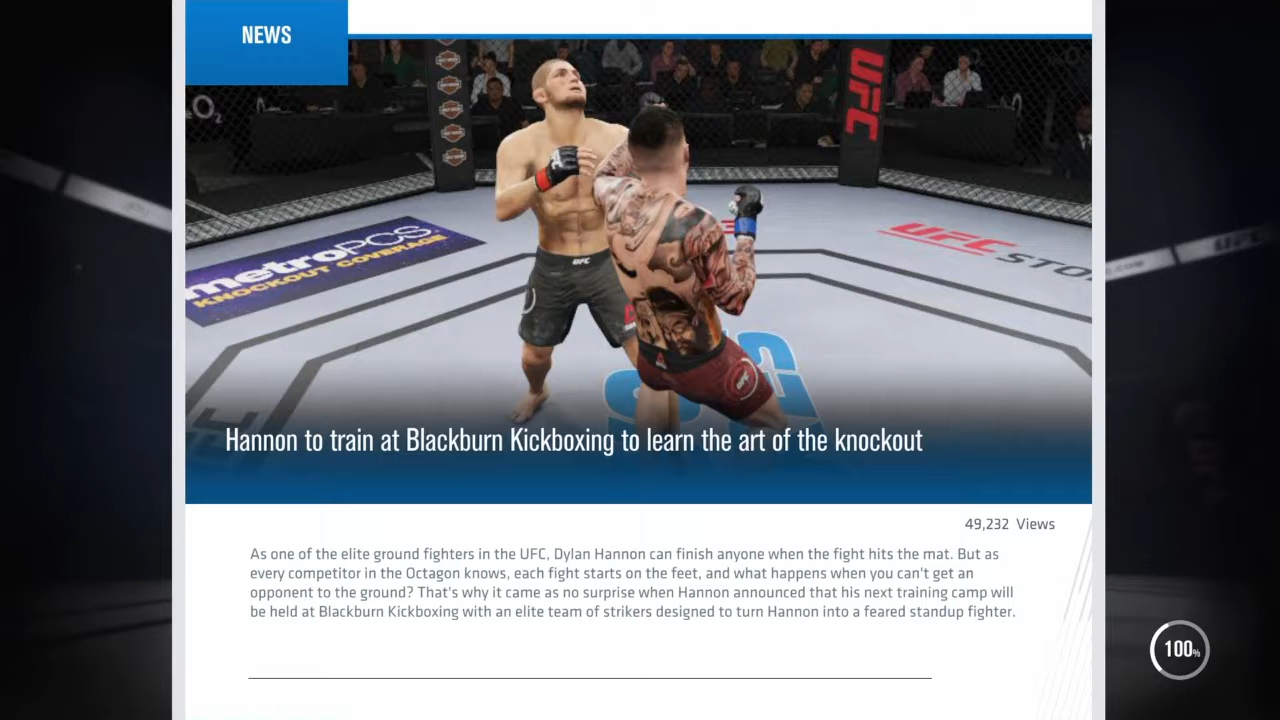 NEWS
UFC
metroPCS.
KNOCKOUT COVERAGE
UFC
UFC
Hannon to train at Blackburn Kickboxing to learn the art of the knockout
49,232 Views
As one of the elite ground fighters in the UFC, Dylan Hannon can finish anyone when the fight hits the mat. But as
every competitor in the Octagon knows, each fight starts on the feet, and what happens when you can't get an
opponent to the ground? That's why it came as no surprise when Hannon announced that his next training camp will
be held at Blackburn Kickboxing with an elite team of strikers designed to turn Hannon into a feared standup fighter.
100%